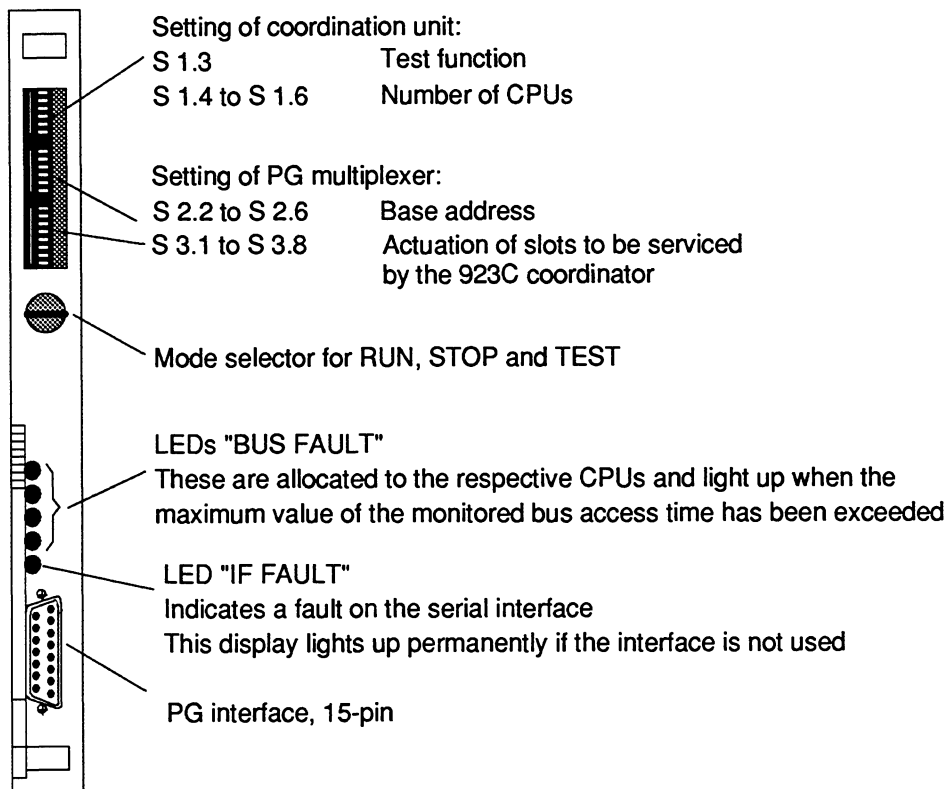 Setting of coordination unit:
S 1.3 Test function
S 1.4 to S 1.6 Number of CPUs
Setting of PG multiplexer:
S 2.2 to S 2.6 Base address
S 3.1 to S 3.8 Actuation of slots to be serviced
by the 923C coordinator
Mode selector for RUN, STOP and TEST
LEDs "BUS FAULT"
These are allocated to the respective CPUs and light up when the
maximum value of the monitored bus access time has been exceeded
LED "IF FAULT"
Indicates a fault on the serial interface
This display lights up permanently if the interface is not used
PG interface, 15-pin